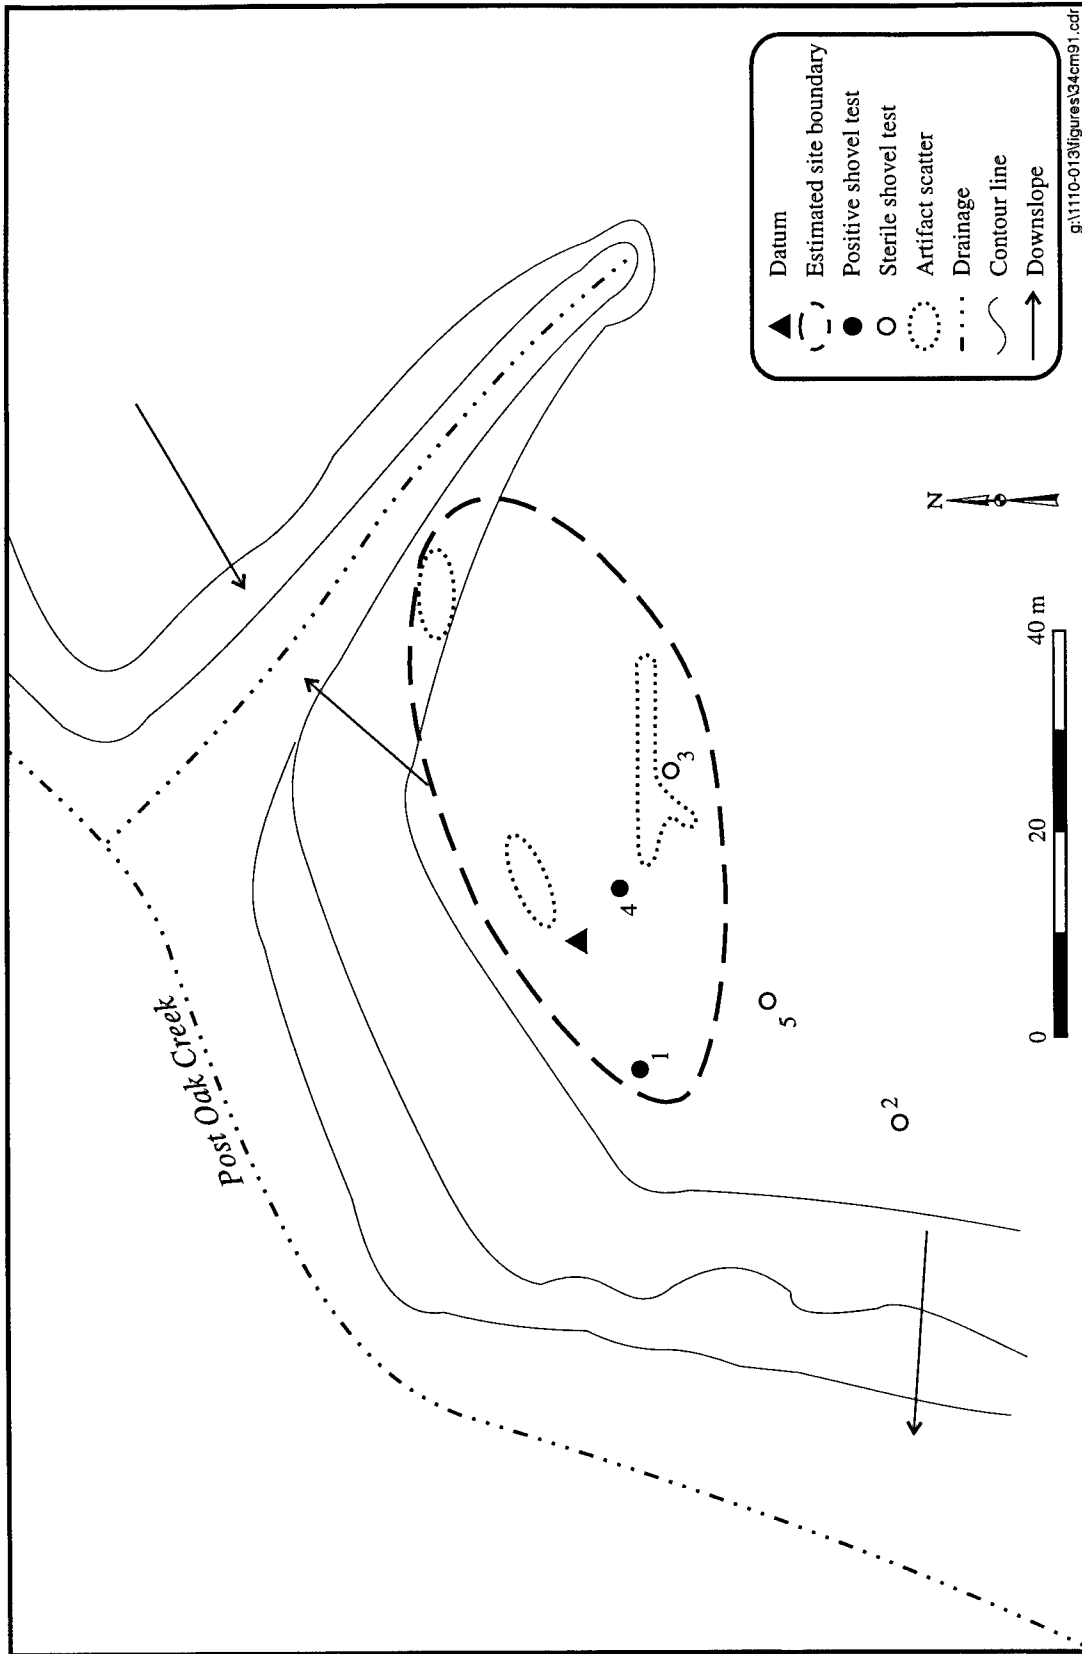 Post Oak Creek
1
2
3
4
5
N
0
20
40 m
Datum
Estimated site boundary
Positive shovel test
Sterile shovel test
Artifact scatter
Drainage
Contour line
Downslope
g:\1110-013\figures\34cm91.cdr